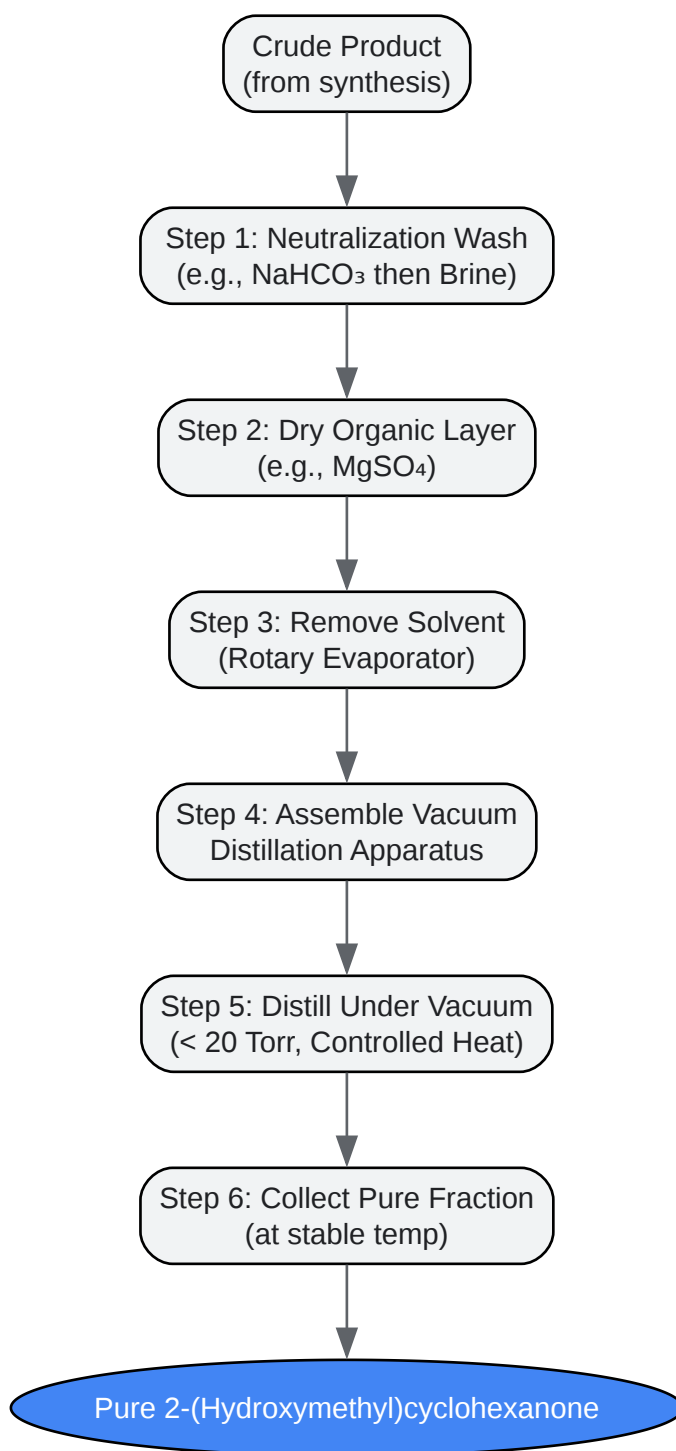 Crude Product
(from synthesis)
Step 1: Neutralization Wash
(e.g., NaHCO₃ then Brine)
Step 2: Dry Organic Layer
(e.g., MgSO₄)
Step 3: Remove Solvent
(Rotary Evaporator)
Step 4: Assemble Vacuum
Distillation Apparatus
Step 5: Distill Under Vacuum
(< 20 Torr, Controlled Heat)
Step 6: Collect Pure Fraction
(at stable temp)
Pure 2-(Hydroxymethyl)cyclohexanone